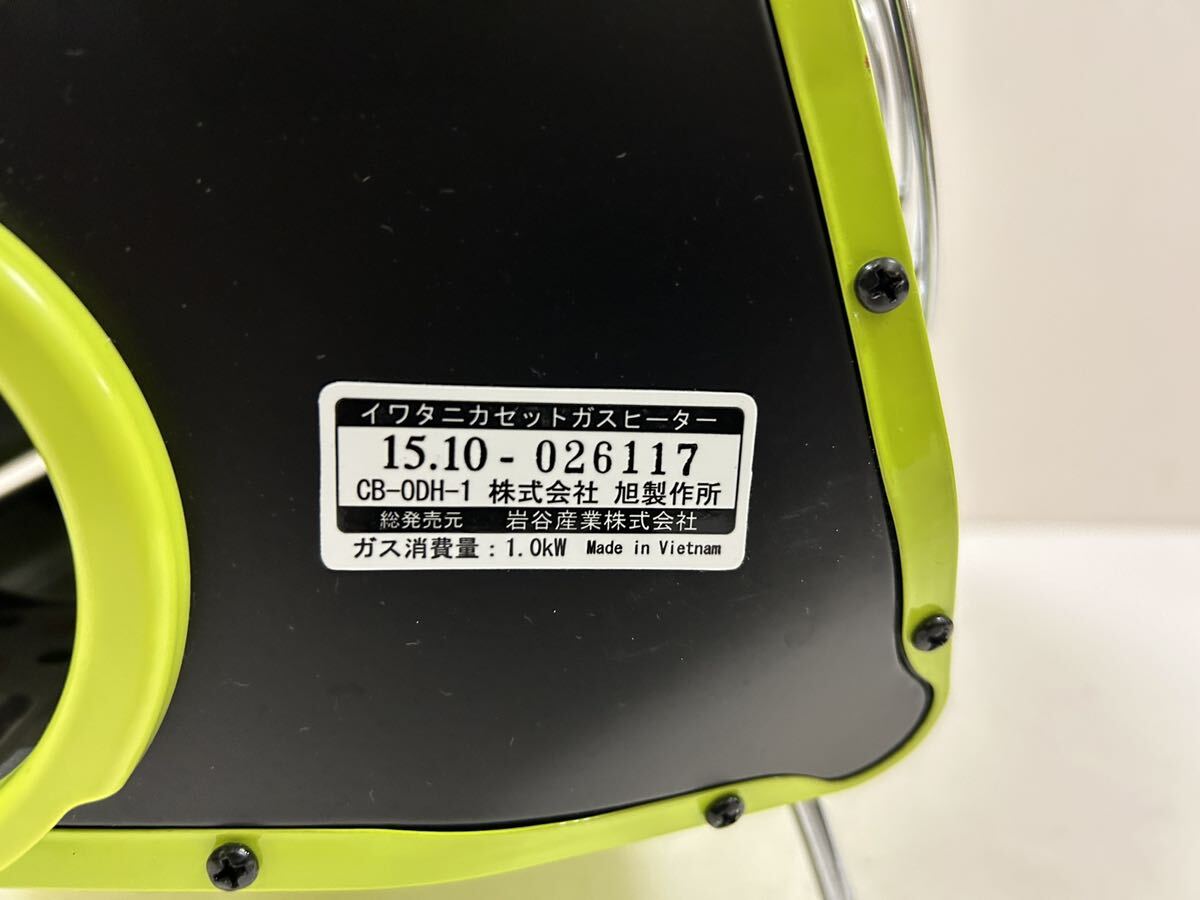 イワタニカセットガスヒーター
15.10 - 026117
CB-ODH-1 株式会社 旭製作所
総発売元 岩谷産業株式会社
ガス消費量：1.0kW Made in Vietnam